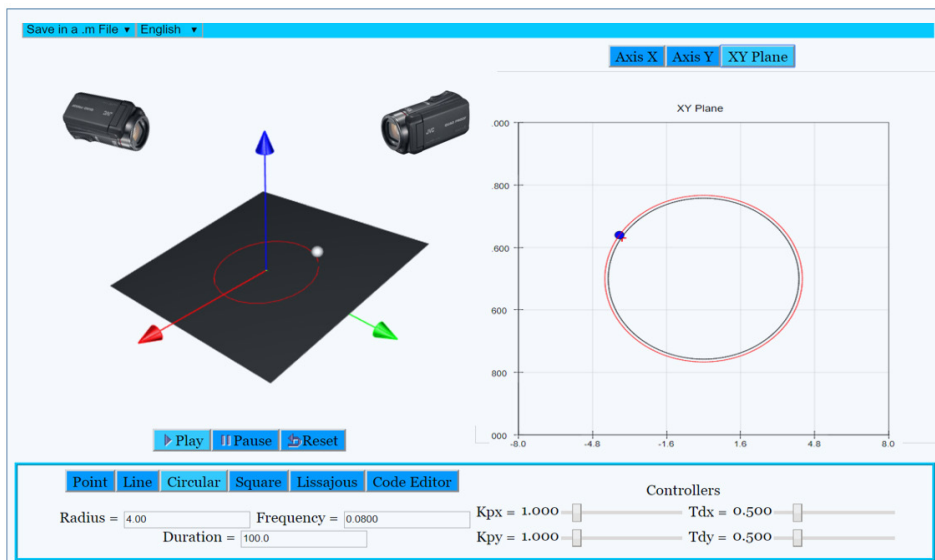 Save in a .m File ▾ English ▾
Axis X Axis Y XY Plane
XY Plane
.000
.800
.600
600
800
000
-8.0 -4.8 -1.6 1.6 4.8 8.0
JVC
JVC
Play Pause Reset
Point Line Circular Square Lissajous Code Editor
Radius = 4.00 Frequency = 0.0800
Duration = 100.0
Controllers
Kpx = 1.000 Tdx = 0.500
Kpy = 1.000 Tdy = 0.500